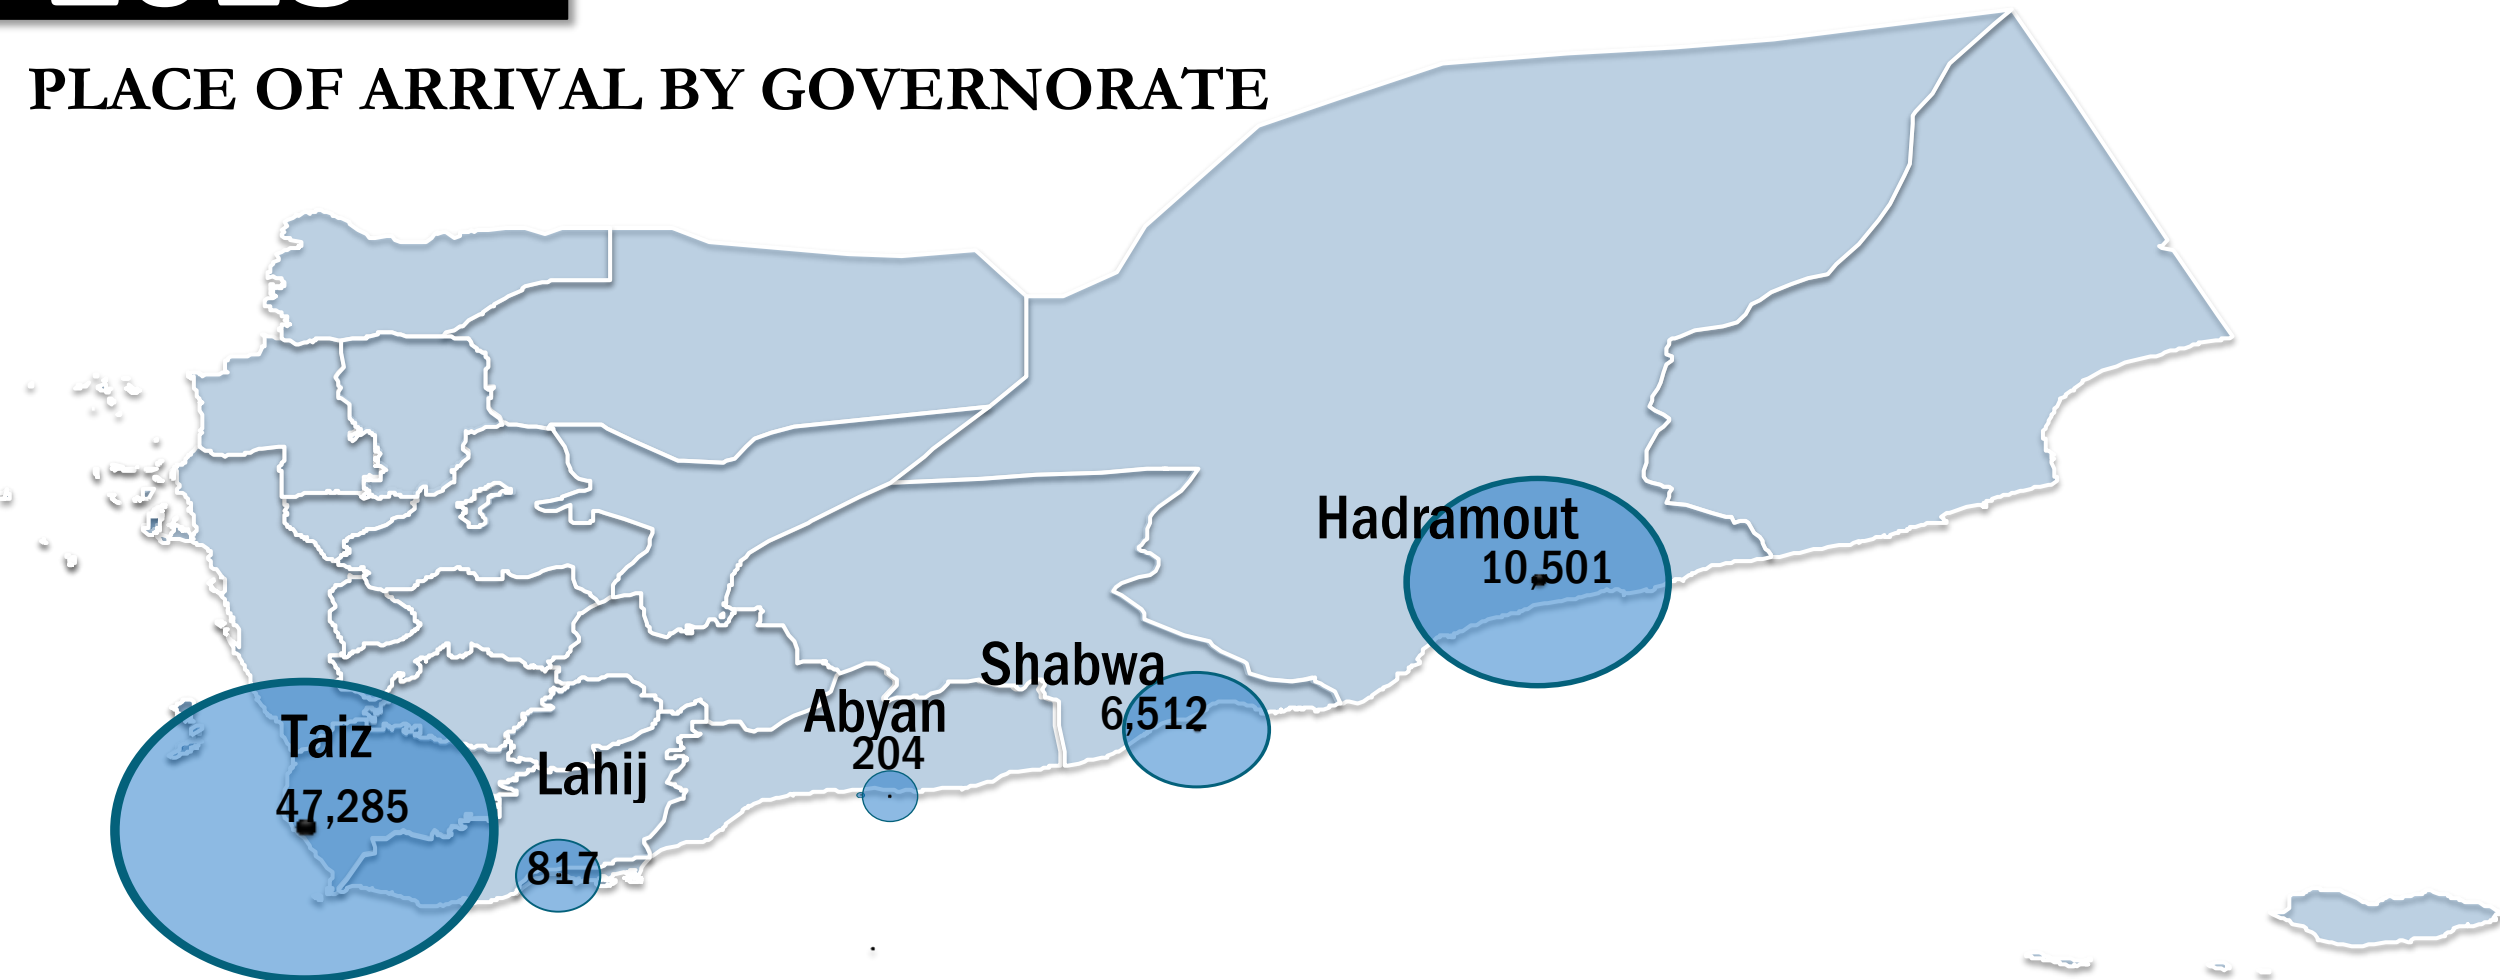 PLACE OF ARRIVAL BY GOVERNORATE
Hadramout
10,501
Shabwa
6,512
Abyan
204
Taiz
47,285
Lahij
817